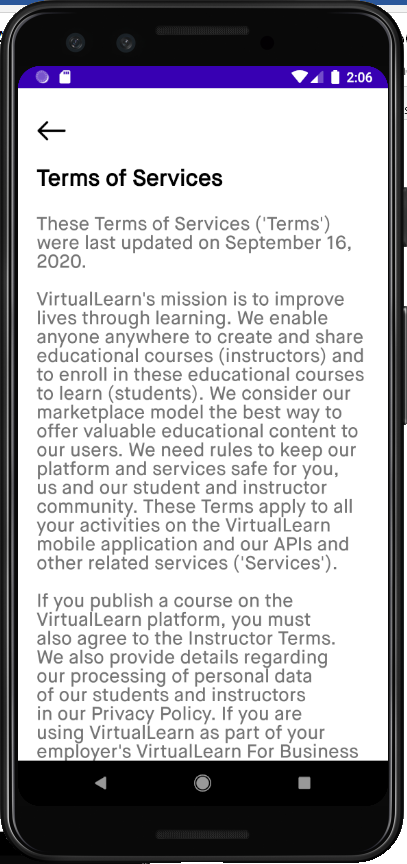 2:06
Terms of Services
These Terms of Services ('Terms')
were last updated on September 16,
2020.
VirtualLearn's mission is to improve
lives through learning. We enable
anyone anywhere to create and share
educational courses (instructors) and
to enroll in these educational courses
to learn (students). We consider our
marketplace model the best way to
offer valuable educational content to
our users. We need rules to keep our
platform and services safe for you,
us and our student and instructor
community. These Terms apply to all
your activities on the VirtualLearn
mobile application and our APIs and
other related services ('Services').
If you publish a course on the
VirtualLearn platform, you must
also agree to the Instructor Terms.
We also provide details regarding
our processing of personal data
of our students and instructors
in our Privacy Policy. If you are
using VirtualLearn as part of your
employer's VirtualLearn For Business